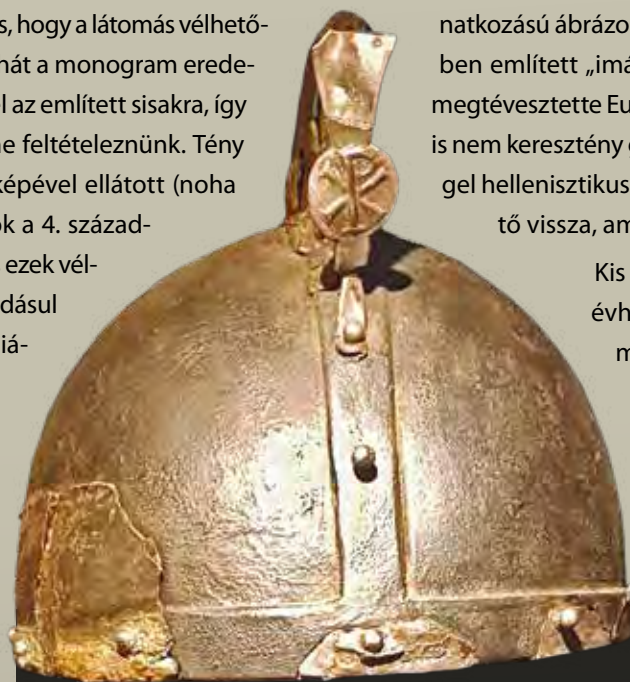 s, hogy a látomás vélhető-
nát a monogram erede-
l az említett sisakra, így
e feltételeznünk. Tény
képével ellátott (noha
k a 4. század-
ezek vél-
dásul
iá-
natkozású ábrázo
ben említett „imá
megtévesztette Eu
is nem keresztény
gel hellenisztikus
tő vissza, am
Kis
évh
m